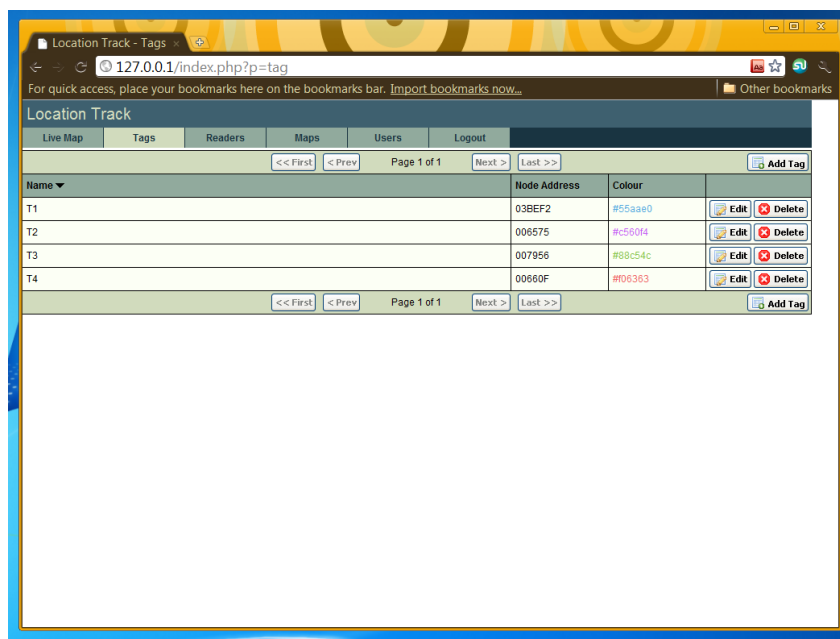 Location Track - Tags
127.0.0.1/index.php?p=tag
For quick access, place your bookmarks here on the bookmarks bar. Import bookmarks now... Other bookmarks
Location Track
Live Map Tags Readers Maps Users Logout
<< First < Prev Page 1 of 1 Next > Last >> Add Tag
Name Node Address Colour
T1 03BEF2 #55aae0 Edit Delete
T2 006575 #c560f4 Edit Delete
T3 007956 #88c54c Edit Delete
T4 00660F #f06363 Edit Delete
<< First < Prev Page 1 of 1 Next > Last >> Add Tag